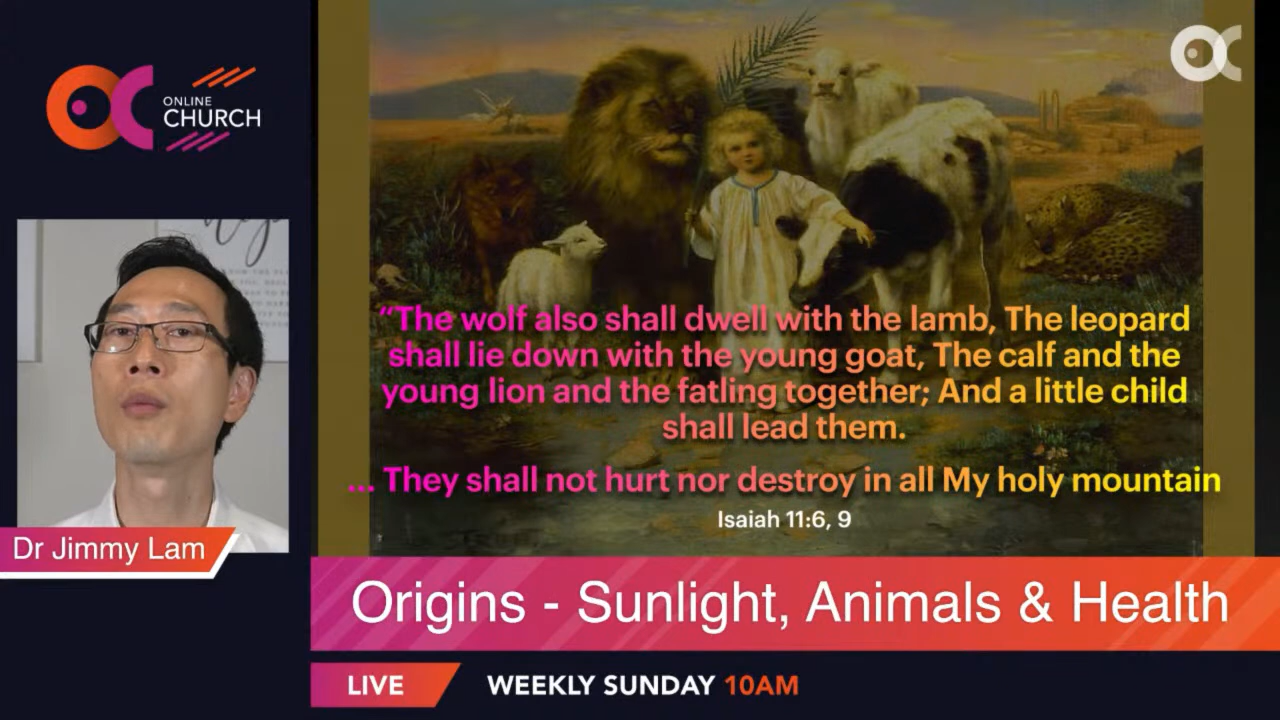 ONLINE
CHURCH
“The wolf also shall dwell with the lamb, The leopard
shall lie down with the young goat, The calf and the
young lion and the fatling together; And a little child
shall lead them.
... They shall not hurt nor destroy in all My holy mountain
Isaiah 11:6, 9
Dr Jimmy Lam
Origins - Sunlight, Animals & Health
LIVE WEEKLY SUNDAY 10AM